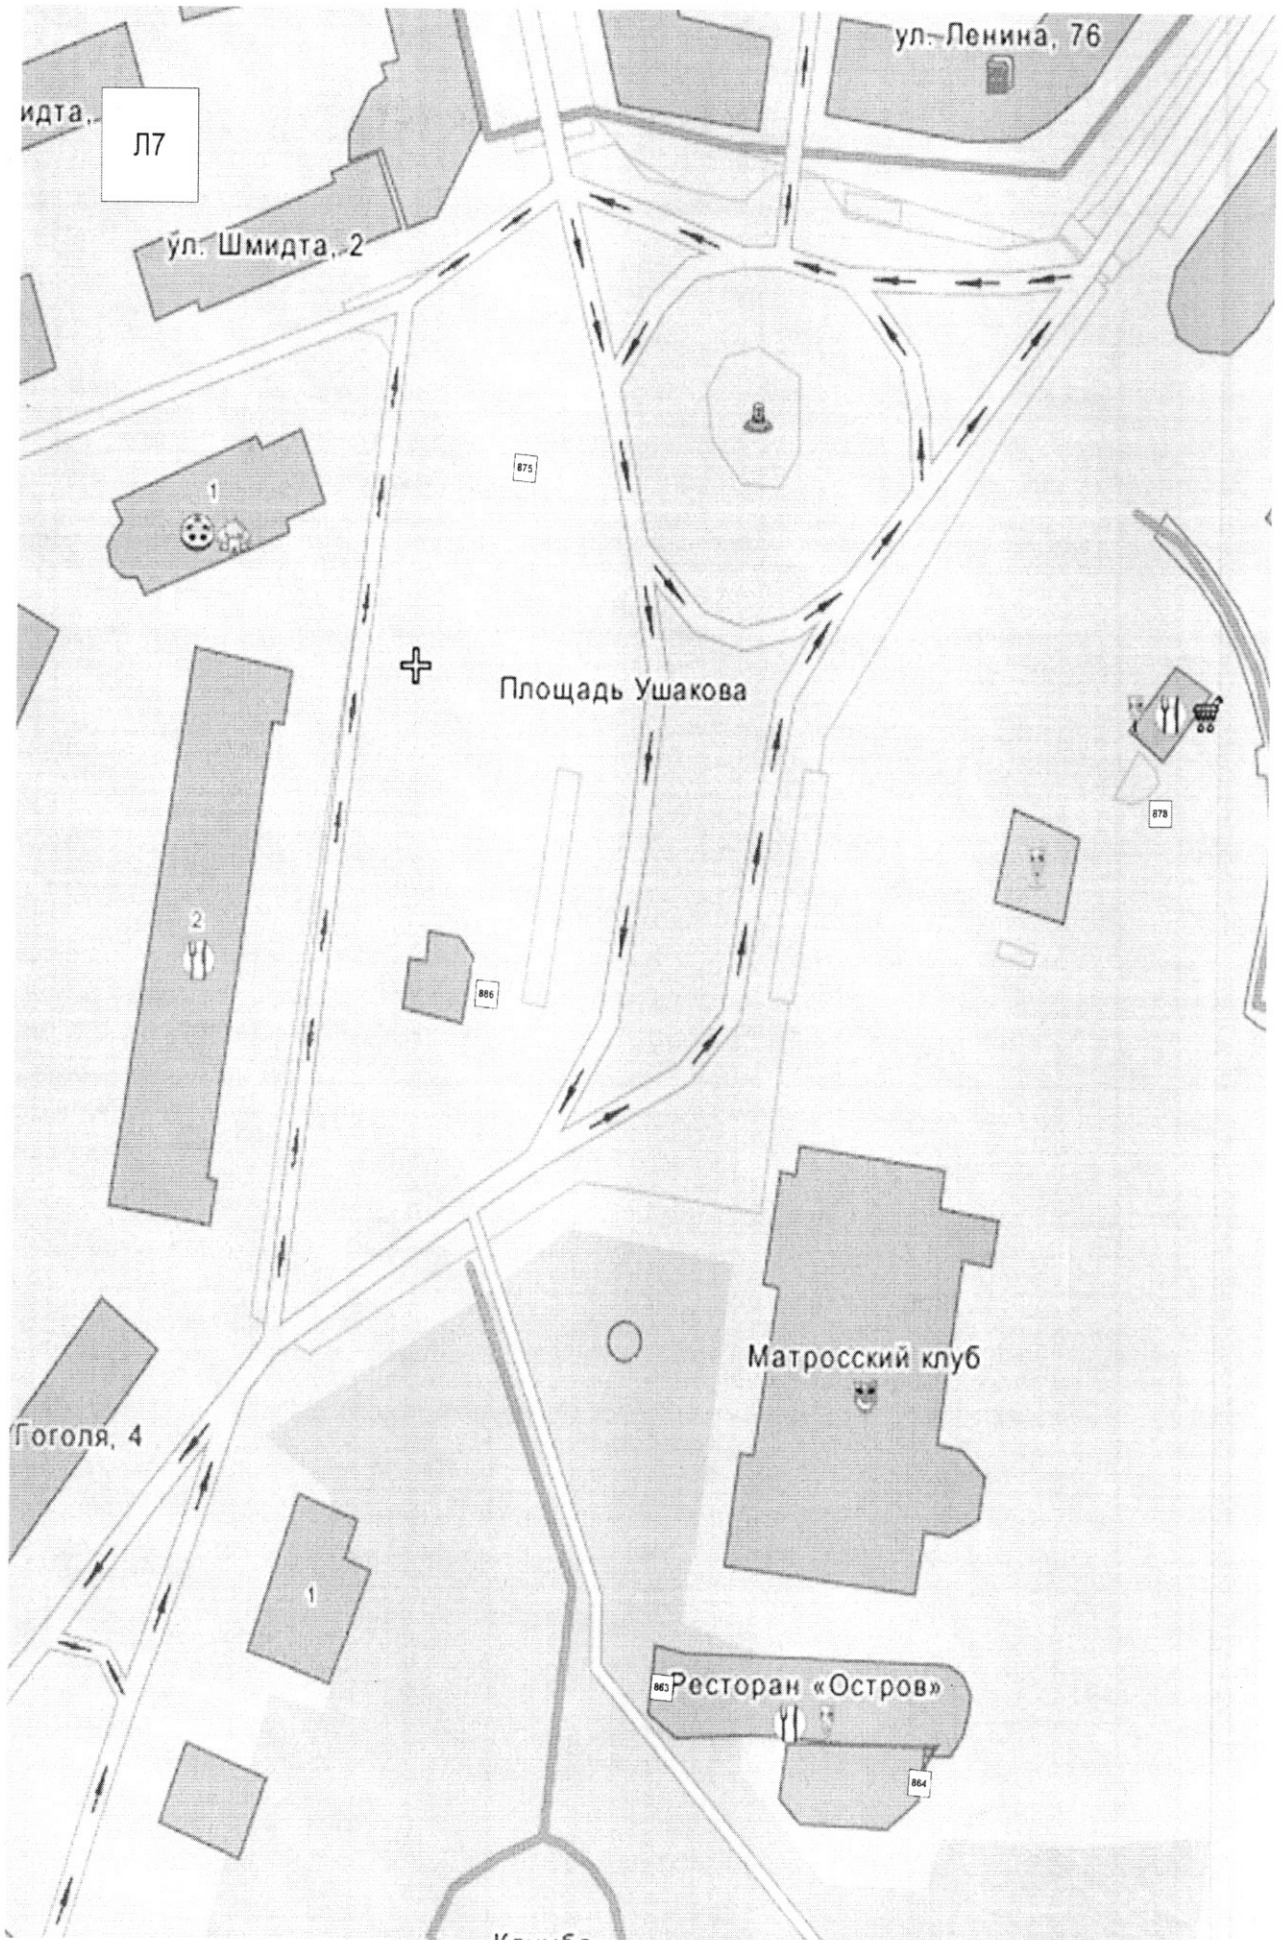 ул. Ленина, 76
идта,
Л7
ул. Шмидта, 2
875
1
Площадь Ушакова
878
2
886
Матросский клуб
Гоголя, 4
1
863
Ресторан «Остров»
864